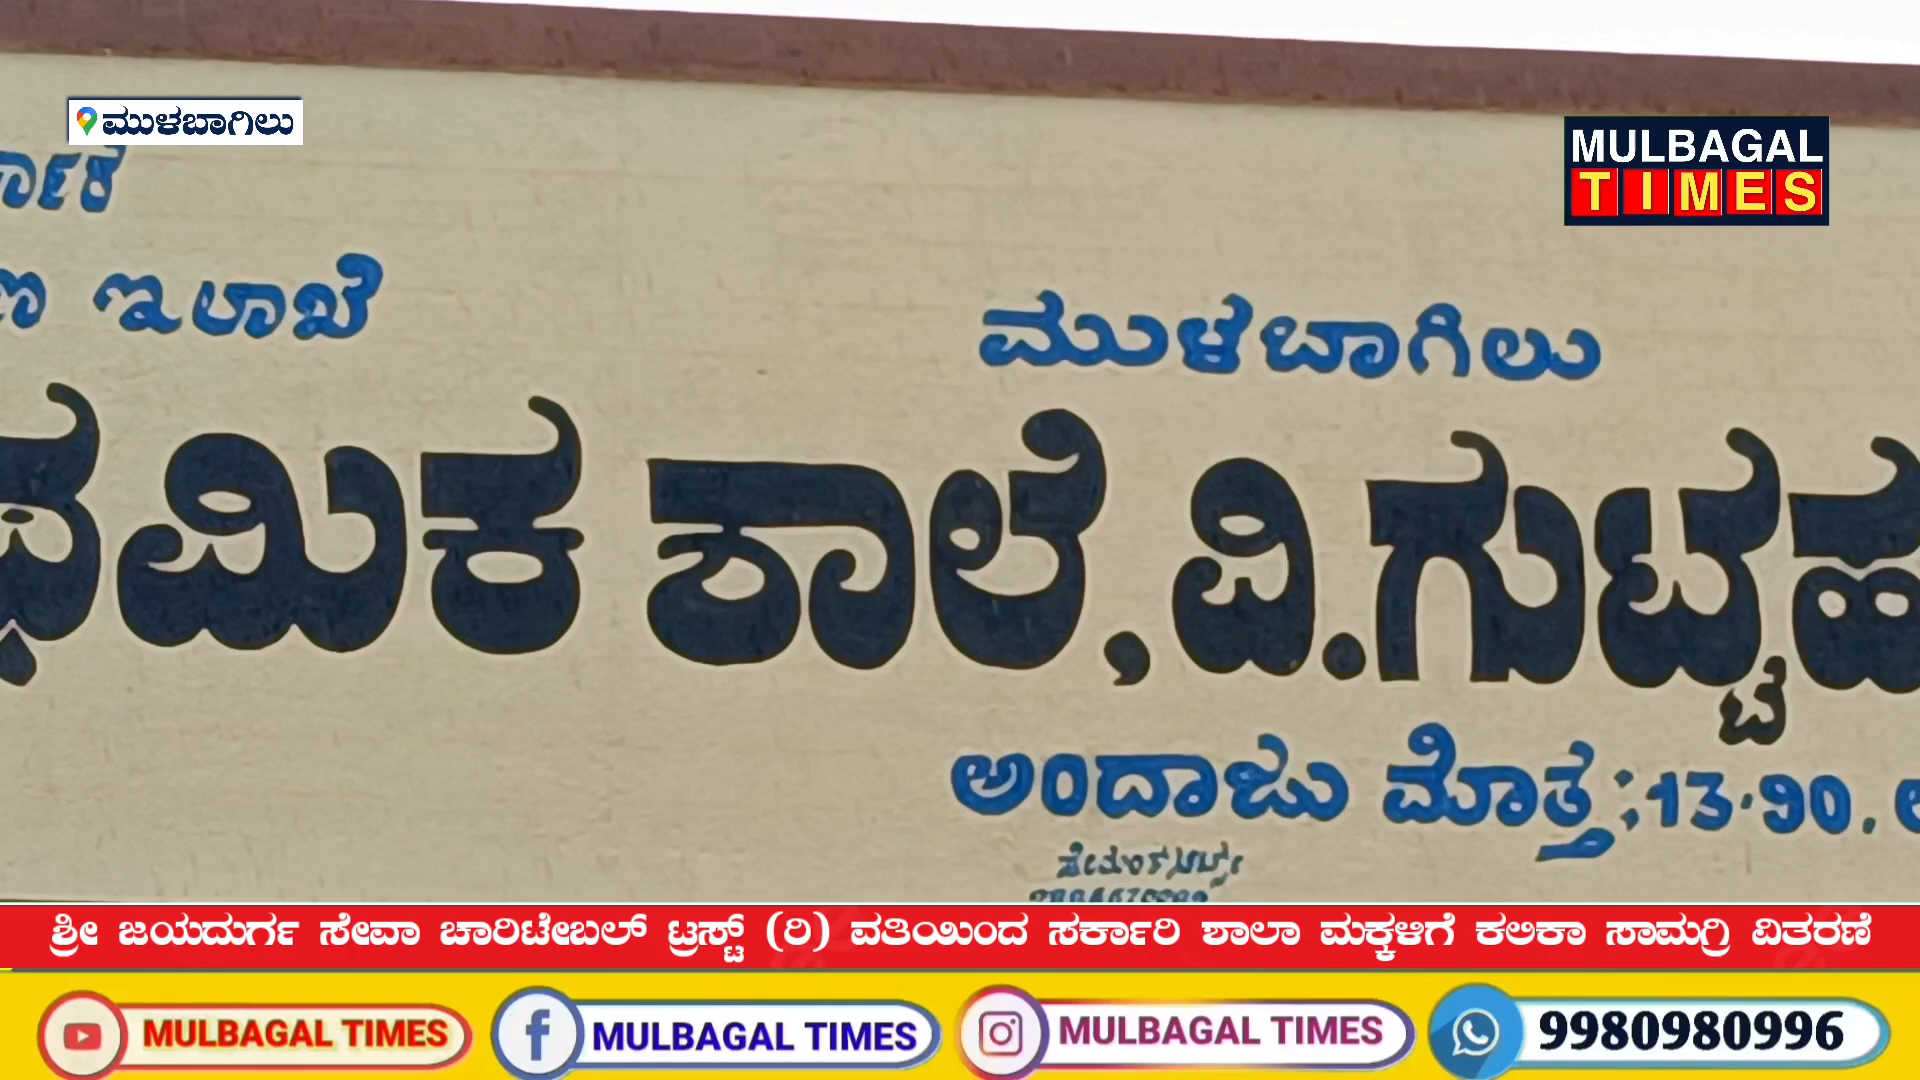 ಮುಳಬಾಗಿಲು
MULBAGAL
TIMES
ಇಲಾಖೆ
ಮುಳಬಾಗಿಲು
ಶಾಲೆ, ವಿ.ಗುಟ್ಟಹ
ಅಂದಾಜು ಮೊತ್ತ;13.90.
ಶ್ರೀ ಜಯದುರ್ಗ ಸೇವಾ ಚಾರಿಟೇಬಲ್ ಟ್ರಸ್ಟ್ (ರಿ) ವತಿಯಿಂದ ಸರ್ಕಾರಿ ಶಾಲಾ ಮಕ್ಕಳಿಗೆ ಕಲಿಕಾ ಸಾಮಗ್ರಿ ವಿತರಣೆ
MULBAGAL TIMES MULBAGAL TIMES MULBAGAL TIMES 9980980996